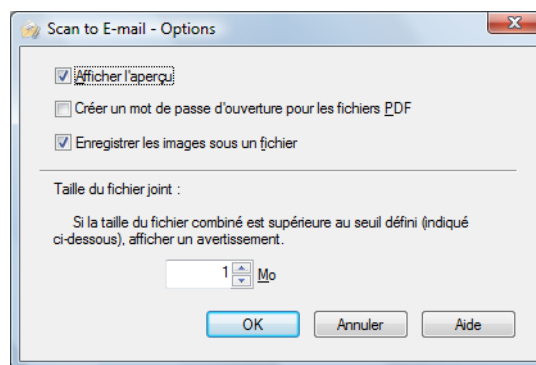 Scan to E-mail - Options
Afficher l'aperçu
Créer un mot de passe d'ouverture pour les fichiers PDF
Enregistrer les images sous un fichier
Taille du fichier joint :
Si la taille du fichier combiné est supérieure au seuil défini (indiqué
ci-dessous), afficher un avertissement.
1 Mo
OK Annuler Aide